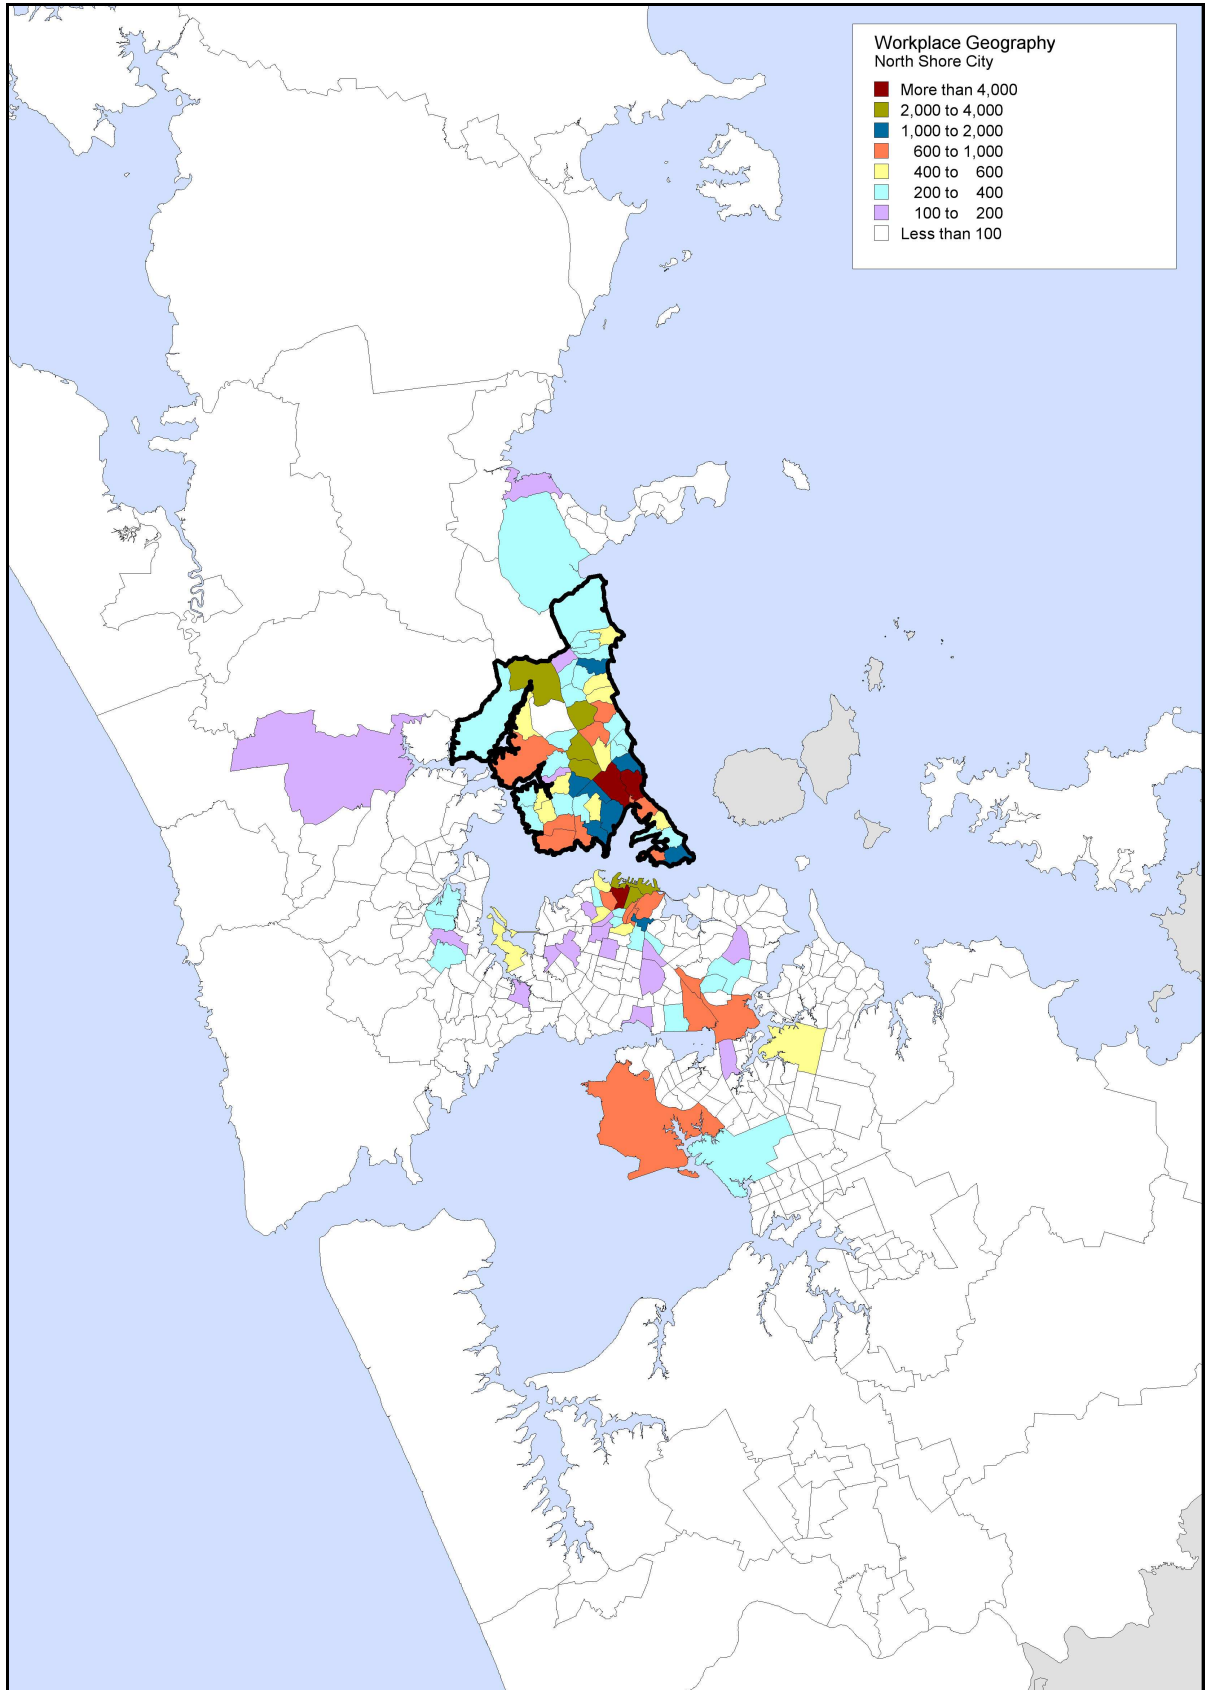 Workplace Geography
North Shore City
More than 4,000
2,000 to 4,000
1,000 to 2,000
600 to 1,000
400 to 600
200 to 400
100 to 200
Less than 100